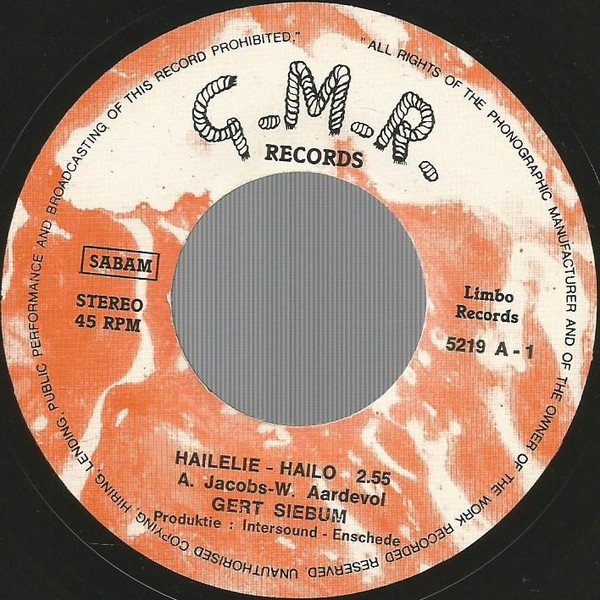 "ALL RIGHTS OF THE PHONOGRAPHIC MANUFACTURER AND OF THE OWNER OF THE WORK RECORDED RESERVED. UNAUTHORISED COPYING, HIRING, LENDING, PUBLIC PERFORMANCE AND BROADCASTING OF THIS RECORD PROHIBITED,"
G.M.R.
RECORDS
SABAM
STEREO
45 RPM
Limbo
Records
5219 A-1
HAILELIE - HAILO 2.55
A. Jacobs-W. Aardevol
GERT SIEBUM
Produktie : Intersound - Enschede